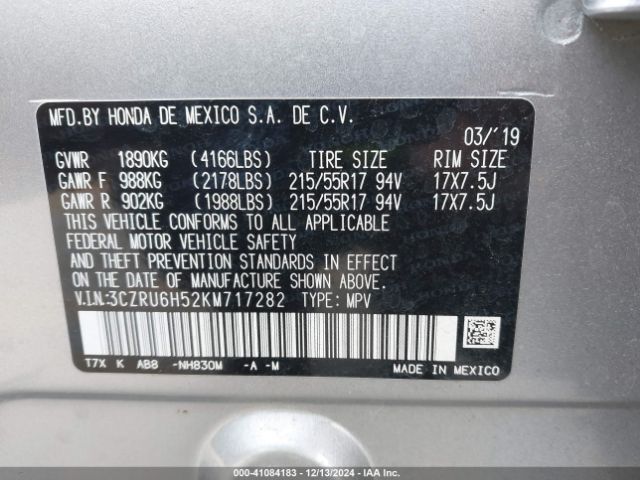 MFD.BY HONDA DE MEXICO S.A. DE C.V.
03/'19
GVWR 1890KG (4166LBS) TIRE SIZE RIM SIZE
GAWR F 988KG (2178LBS) 215/55R17 94V 17X7.5J
GAWR R 902KG (1988LBS) 215/55R17 94V 17X7.5J
THIS VEHICLE CONFORMS TO ALL APPLICABLE
FEDERAL MOTOR VEHICLE SAFETY
AND THEFT PREVENTION STANDARDS IN EFFECT
ON THE DATE OF MANUFACTURE SHOWN ABOVE.
V.I.N.:3CZRU6H52KM717282 TYPE: MPV
T7X K AB8 -NH830M -A -M
MADE IN MEXICO
000-41084183 - 12/13/2024 - IAAI.com